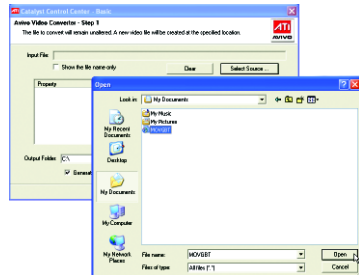 Catalyst Control Center - Basic
Avivo Video Converter - Step 1
The file to convert will remain unaltered. A new video file will be created at the specified location.
ATI
AVIVO
Input File:
Show the file name only
Clear
Select Source ...
Property
Output Folder: C:\
Open
Look in: My Documents
My Music
My Pictures
MOVGBT
My Recent Documents
Desktop
My Documents
My Computer
My Network Places
File name: MOVGBT
Open
Files of type: All files (*.*)
Cancel